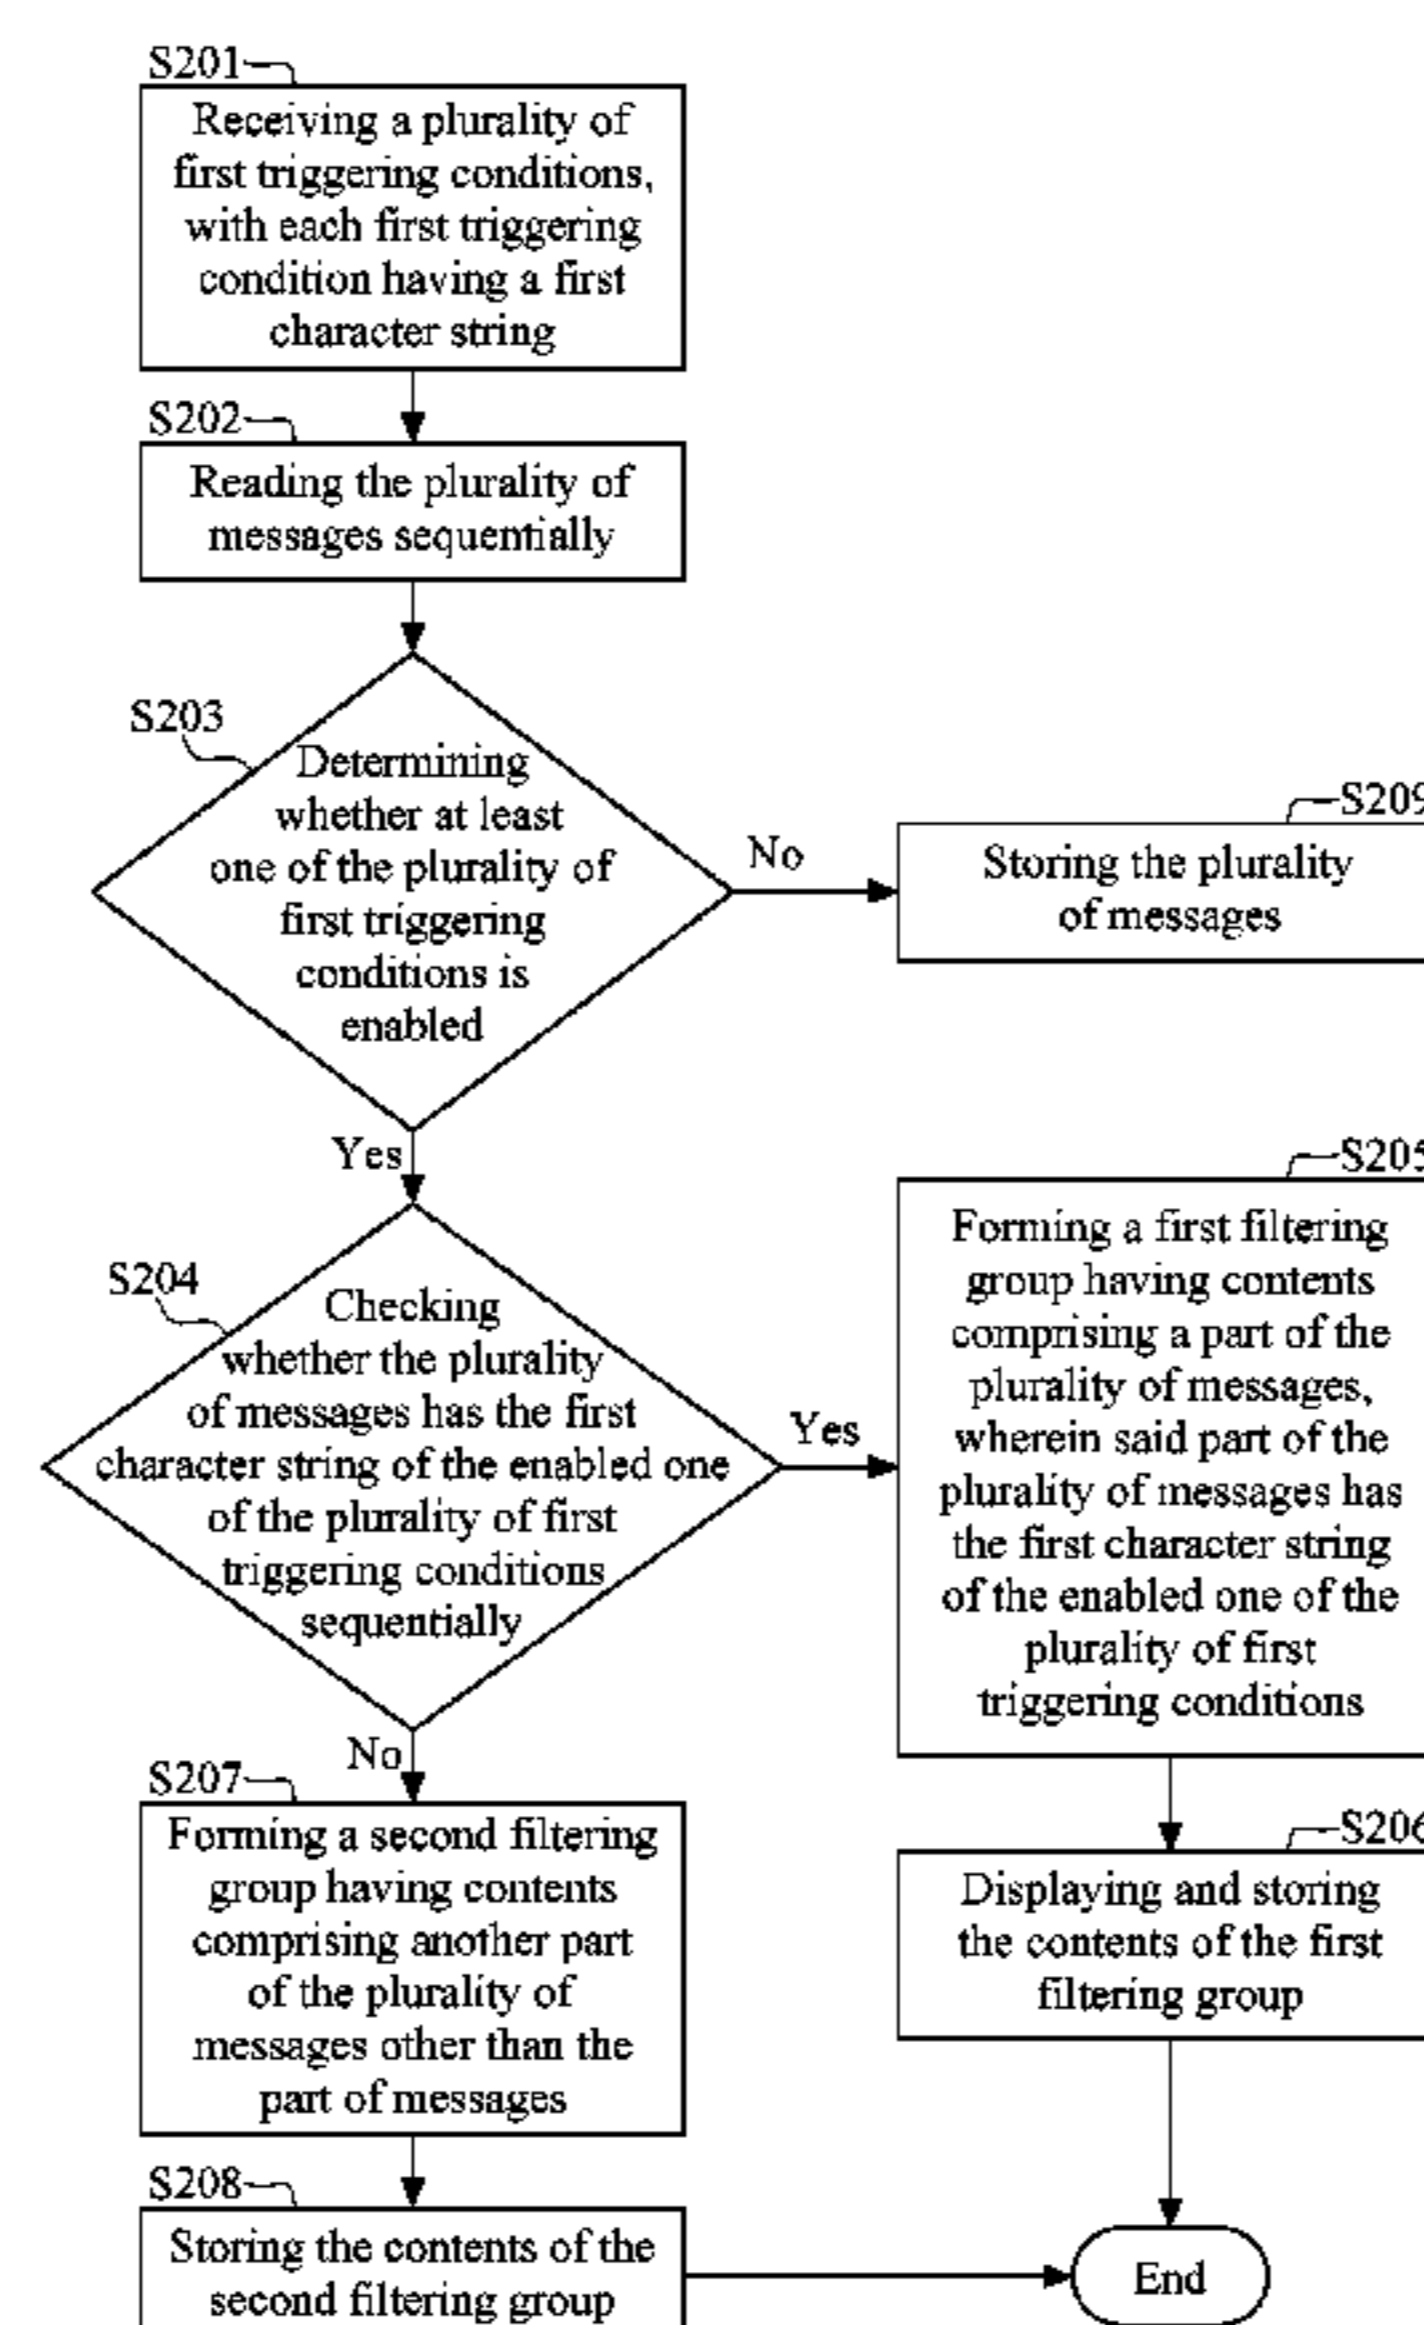 S201
Receiving a plurality of
first triggering conditions,
with each first triggering
condition having a first
character string
S202
Reading the plurality of
messages sequentially
S203
Determining
whether at least
one of the plurality of
first triggering
conditions is
enabled
No
S209
Storing the plurality
of messages
Yes
S204
Checking
whether the plurality
of messages has the first
character string of the enabled one
of the plurality of first
triggering conditions
sequentially
Yes
S205
Forming a first filtering
group having contents
comprising a part of the
plurality of messages,
wherein said part of the
plurality of messages has
the first character string
of the enabled one of the
plurality of first
triggering conditions
No
S207
Forming a second filtering
group having contents
comprising another part
of the plurality of
messages other than the
part of messages
S206
Displaying and storing
the contents of the first
filtering group
S208
Storing the contents of the
second filtering group
End